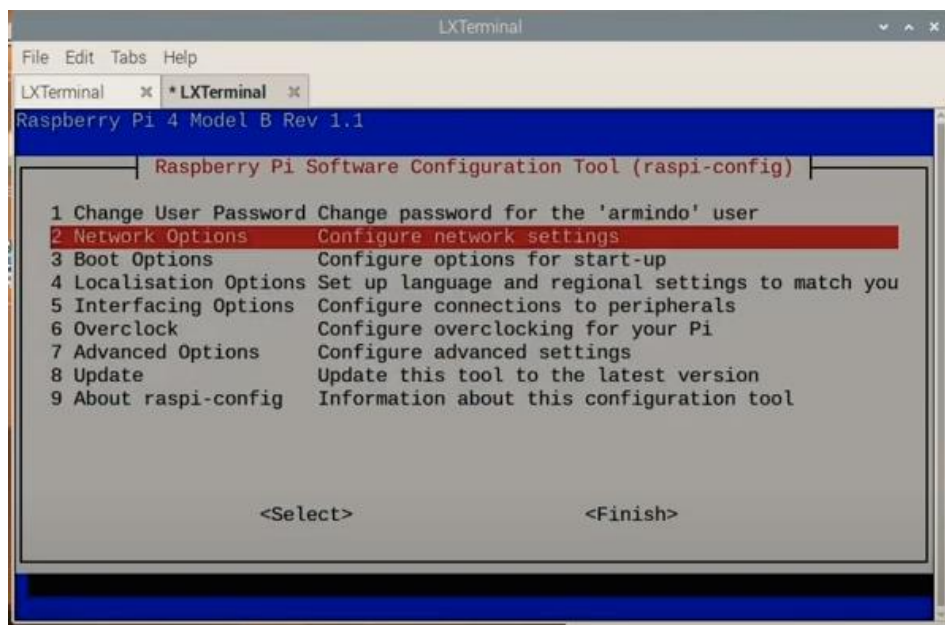 LXTerminal
File Edit Tabs Help
LXTerminal * LXTerminal
Raspberry Pi 4 Model B Rev 1.1
Raspberry Pi Software Configuration Tool (raspi-config)
1 Change User Password Change password for the 'armindo' user
2 Network Options Configure network settings
3 Boot Options Configure options for start-up
4 Localisation Options Set up language and regional settings to match you
5 Interfacing Options Configure connections to peripherals
6 Overclock Configure overclocking for your Pi
7 Advanced Options Configure advanced settings
8 Update Update this tool to the latest version
9 About raspi-config Information about this configuration tool
<Select> <Finish>